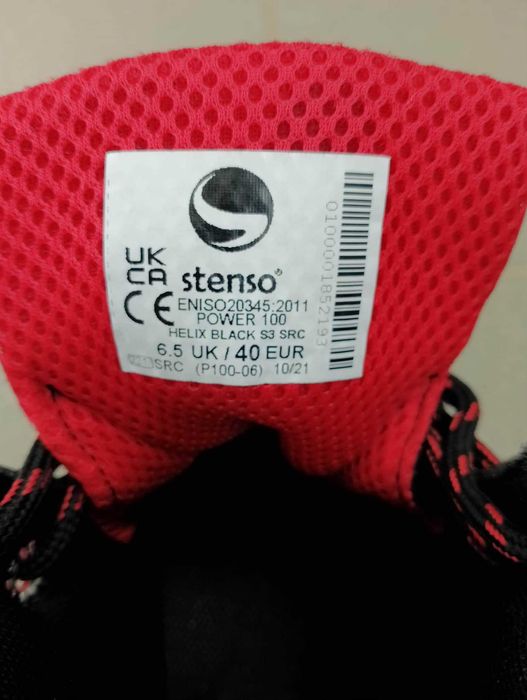 UK
CA
stenso®
CE
ENISO20345:2011
POWER 100
HELIX BLACK S3 SRC
6.5 UK / 40 EUR
SRC (P100-06) 10/21
0100001852193